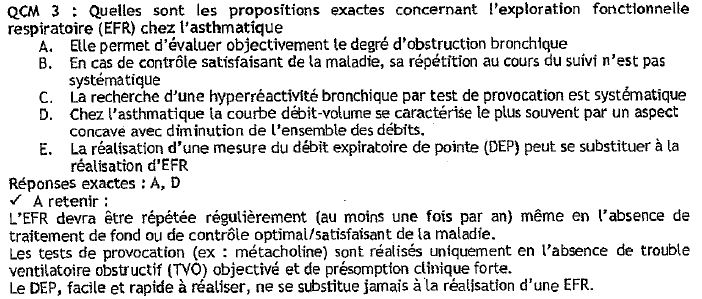 QCM 3 : Quelles sont les propositions exactes concernant l'exploration fonctionnelle
respiratoire (EFR) chez l'asthmatique
A. Elle permet d'évaluer objectivement le degré d'obstruction bronchique
B. En cas de contrôle satisfaisant de la maladie, sa répétition au cours du suivi n'est pas
systématique
C. La recherche d'une hyperréactivité bronchique par test de provocation est systématique
D. Chez l'asthmatique la courbe débit-volume se caractérise le plus souvent par un aspect
concave avec diminution de l'ensemble des débits.
E. La réalisation d'une mesure du débit expiratoire de pointe (DEP) peut se substituer à la
réalisation d'EFR
Réponses exactes : A, D
✓ A retenir :
L'EFR devra être répétée régulièrement (au moins une fois par an) même en l'absence de
traitement de fond ou de contrôle optimal/satisfaisant de la maladie.
Les tests de provocation (ex : métacholine) sont réalisés uniquement en l'absence de trouble
ventilatoire obstructif (TVO) objectivé et de présomption clinique forte.
Le DEP, facile et rapide à réaliser, ne se substitue jamais à la réalisation d'une EFR.